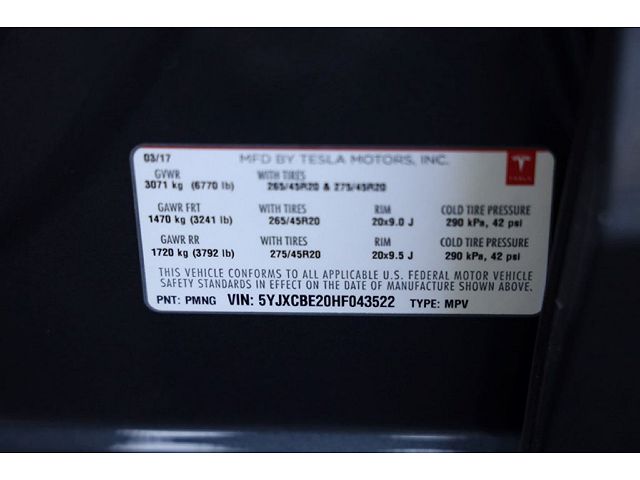 03/17 MFD BY TESLA MOTORS, INC.
GVWR WITH TIRES
3071 kg (6770 lb) 265/45R20 & 275/45R20
GAWR FRT WITH TIRES RIM COLD TIRE PRESSURE
1470 kg (3241 lb) 265/45R20 20x9.0 J 290 kPa, 42 psi
GAWR RR WITH TIRES RIM COLD TIRE PRESSURE
1720 kg (3792 lb) 275/45R20 20x9.5 J 290 kPa, 42 psi
THIS VEHICLE CONFORMS TO ALL APPLICABLE U.S. FEDERAL MOTOR VEHICLE
SAFETY STANDARDS IN EFFECT ON THE DATE OF MANUFACTURE SHOWN ABOVE.
PNT: PMNG VIN: 5YJXCBE20HF043522 TYPE: MPV
TESLA